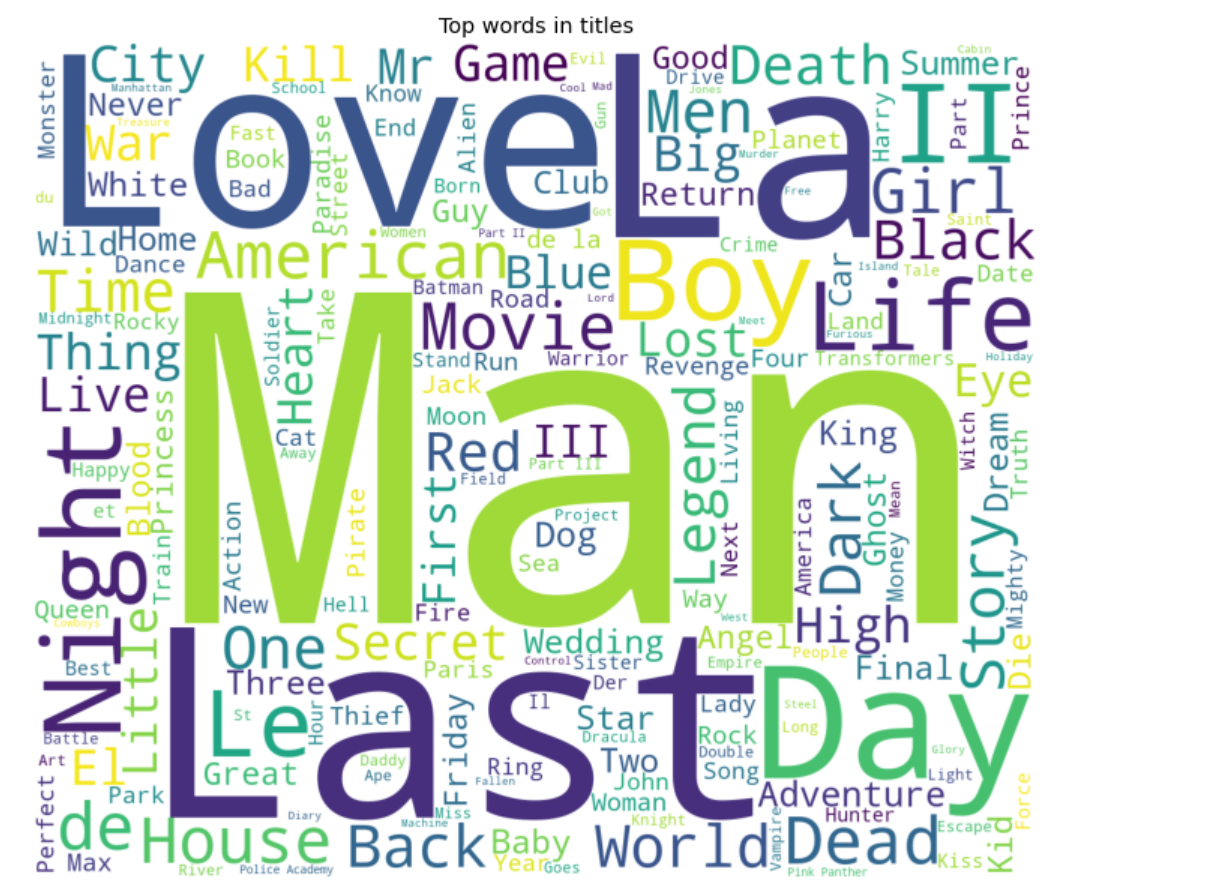 Top words in titles
Love
La
Man
Last
City
Kill
Mr
Game
Evil
Good
Death
Summer
Cabin
Monster
Manhattan
School
Know
Cool
Mad
Drive
Jones
Never
Treasure
War
White
Fast
Book
Bad
End
Paradise
Street
Alien
Gun
Men
Big
Murder
Planet
Harry
II
Part
Prince
du
Born
Guy
Club
Got
Return
Free
Girl
Saint
Wild
Home
Dance
American
Women
Part II
de la
Blue
Boy
Crime
Car
Black
Island
Tale
Date
Time
Midnight
Rocky
Heart
Soldier
Take
Batman
Road
Lord
Movie
Lost
Meet
Life
Land
Furious
Thing
Stand
Run
Warrior
Revenge
Four
Transformers
Holiday
Live
Princess
Cat
Away
Jack
Moon
Red
III
Part III
Field
Legend
Living
King
Eye
Witch
Dream
Truth
Night
Happy
et
Blood
Train
Action
Pirate
First
Project
Dog
Sea
Next
America
Dark
Ghost
Mean
Money
Story
Mighty
Queen
Cowboys
Little
New
Hell
Fire
Way
West
High
Best
One
Secret
Wedding
Angel
People
Final
Die
Three
Paris
Control
Sister
Empire
Der
Il
Battle
Le
St
Hour
Thief
Friday
Star
Dracula
Lady
Rock
Double
Day
Steel
Long
Glory
Art
El
Great
Daddy
Ape
Ring
Fallen
Two
John
Song
Light
Perfect
Park
Diary
Miss
Woman
Adventure
Force
de
House
Machine
Knight
Hunter
Escape
Kid
Max
River
Police Academy
Back
Baby
Year
Goes
World
Vampire
Dead
Pink Panther
Kiss